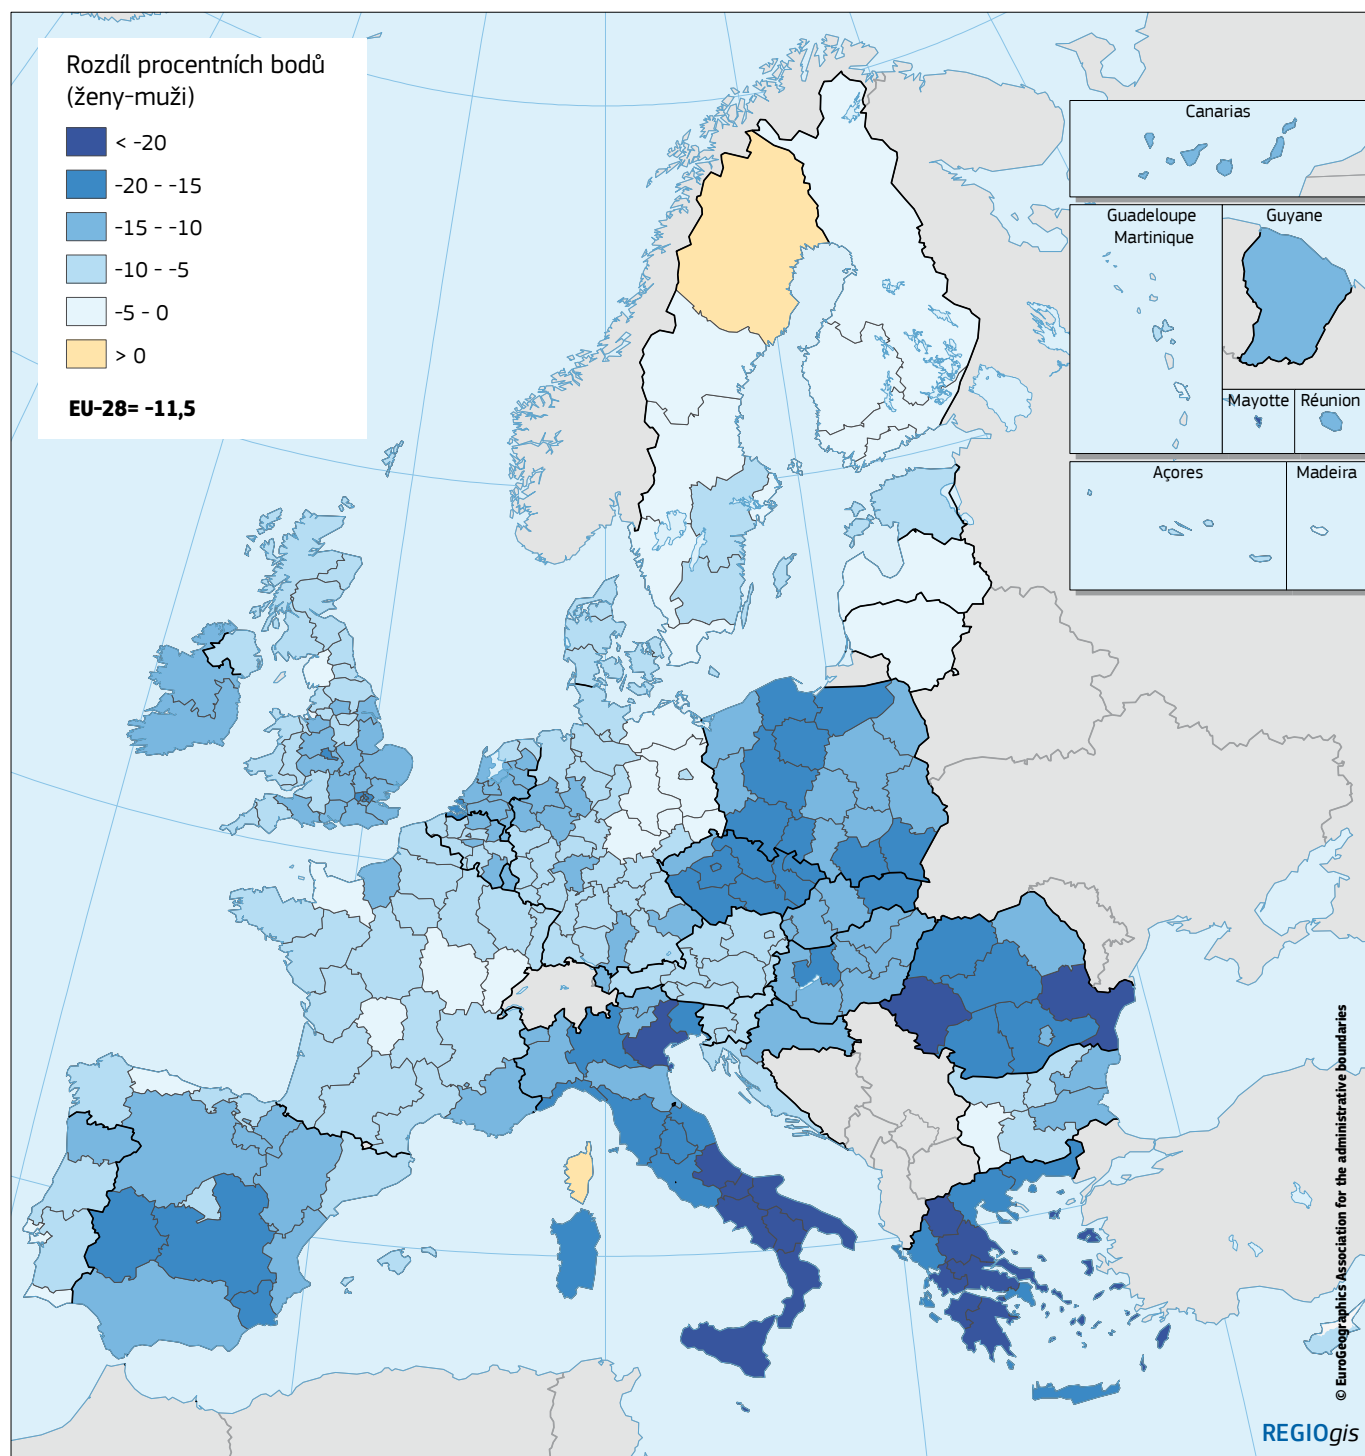 Rozdíl procentních bodů
(ženy-muži)
< -20
-20 - -15
-15 - -10
-10 - -5
-5 - 0
> 0
EU-28= -11,5
Canarias
Guadeloupe
Martinique
Guyane
Mayotte
Réunion
Açores
Madeira
© EuroGeographics Association for the administrative boundaries
REGIOgis